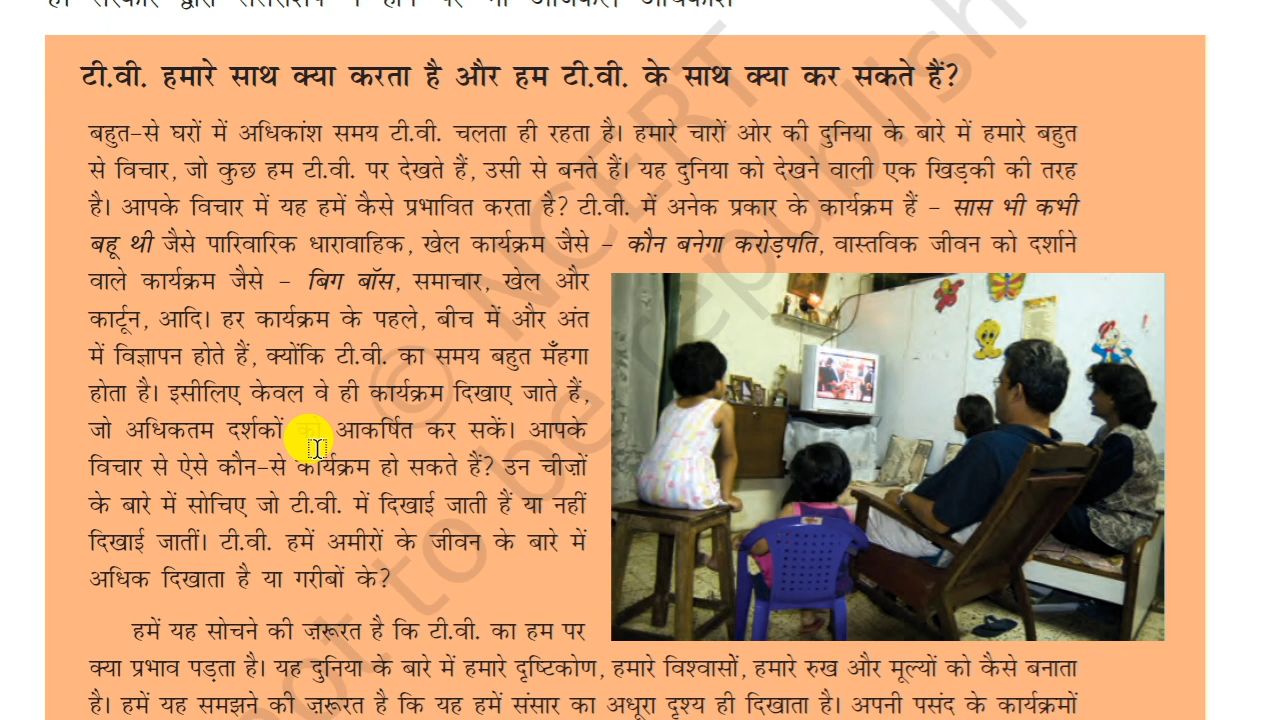 टी.वी. हमारे साथ क्या करता है और हम टी.वी. के साथ क्या कर सकते हैं?
बहुत-से घरों में अधिकांश समय टी.वी. चलता ही रहता है। हमारे चारों ओर की दुनिया के बारे में हमारे बहुत
से विचार, जो कुछ हम टी.वी. पर देखते हैं, उसी से बनते हैं। यह दुनिया को देखने वाली एक खिड़की की तरह
है। आपके विचार में यह हमें कैसे प्रभावित करता है? टी.वी. में अनेक प्रकार के कार्यक्रम हैं – सास भी कभी
बहू थी जैसे पारिवारिक धारावाहिक, खेल कार्यक्रम जैसे – कौन बनेगा करोड़पति, वास्तविक जीवन को दर्शाने
वाले कार्यक्रम जैसे – बिग बॉस, समाचार, खेल और
कार्टून, आदि। हर कार्यक्रम के पहले, बीच में और अंत
में विज्ञापन होते हैं, क्योंकि टी.वी. का समय बहुत मँहगा
होता है। इसीलिए केवल वे ही कार्यक्रम दिखाए जाते हैं,
जो अधिकतम दर्शकों को आकर्षित कर सकें। आपके
विचार से ऐसे कौन-से कार्यक्रम हो सकते हैं? उन चीज़ों
के बारे में सोचिए जो टी.वी. में दिखाई जाती हैं या नहीं
दिखाई जातीं। टी.वी. हमें अमीरों के जीवन के बारे में
अधिक दिखाता है या गरीबों के?
हमें यह सोचने की ज़रूरत है कि टी.वी. का हम पर
क्या प्रभाव पड़ता है। यह दुनिया के बारे में हमारे दृष्टिकोण, हमारे विश्वासों, हमारे रुख और मूल्यों को कैसे बनाता
है। हमें यह समझने की ज़रूरत है कि यह हमें संसार का अधूरा दृश्य ही दिखाता है। अपनी पसंद के कार्यक्रमों
© NCERT
not to be republish